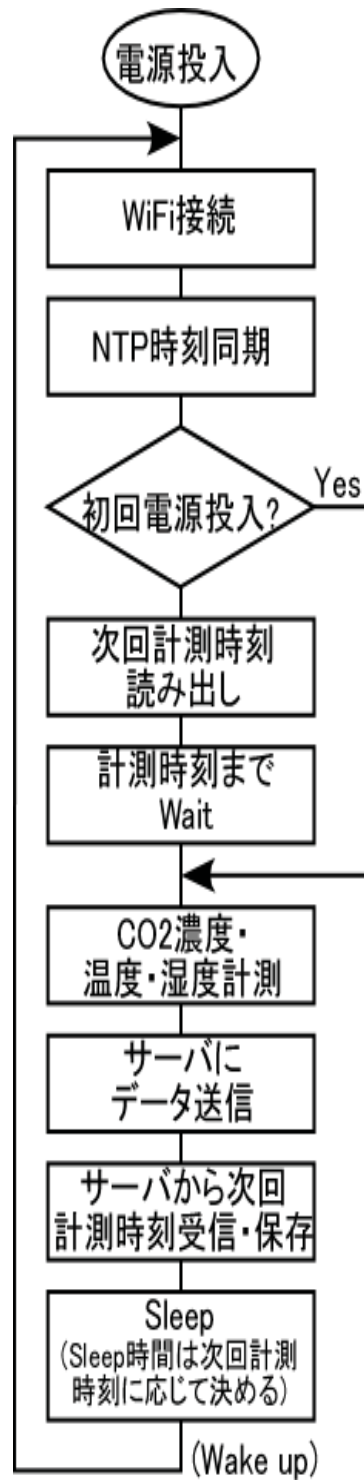 電源投入
WiFi接続
NTP時刻同期
初回電源投入?
Yes
次回計測時刻
読み出し
計測時刻まで
Wait
CO2濃度・
温度・湿度計測
サーバに
データ送信
サーバから次回
計測時刻受信・保存
Sleep
(Sleep時間は次回計測
時刻に応じて決める)
(Wake up)